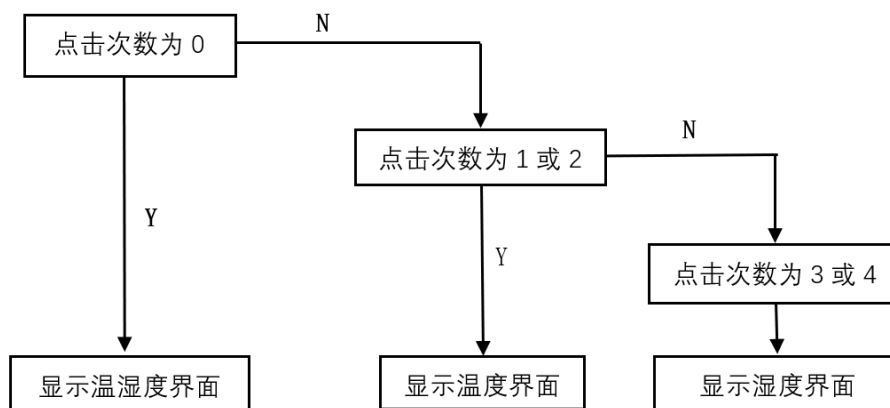 点击次数为 0
N
点击次数为 1 或 2
N
Y
Y
点击次数为 3 或 4
显示温湿度界面
显示温度界面
显示湿度界面